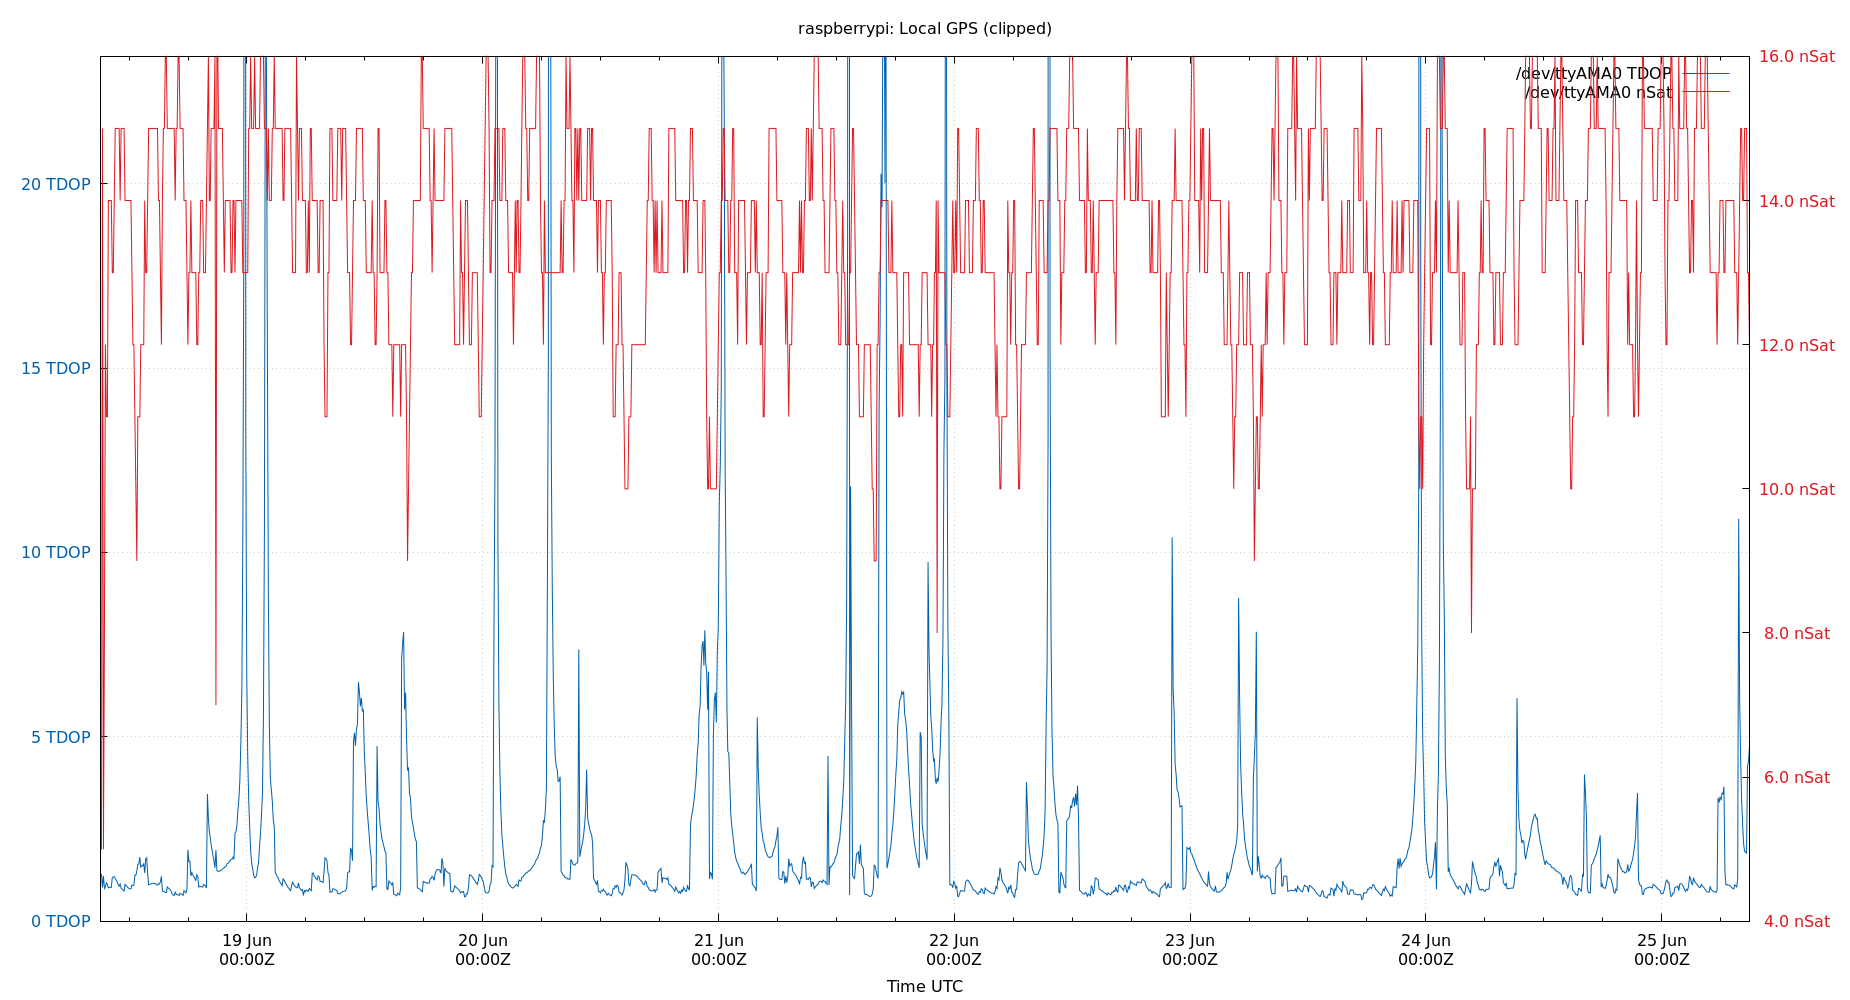 raspberrypi: Local GPS (clipped)
16.0 nSat
/dev/ttyAMA0 TDOP
/dev/ttyAMA0 nSat
20 TDOP
14.0 nSat
15 TDOP
12.0 nSat
10.0 nSat
10 TDOP
8.0 nSat
5 TDOP
6.0 nSat
0 TDOP
4.0 nSat
19 Jun 20 Jun 21 Jun 22 Jun 23 Jun 24 Jun 25 Jun
00:00Z 00:00Z 00:00Z 00:00Z 00:00Z 00:00Z 00:00Z
Time UTC